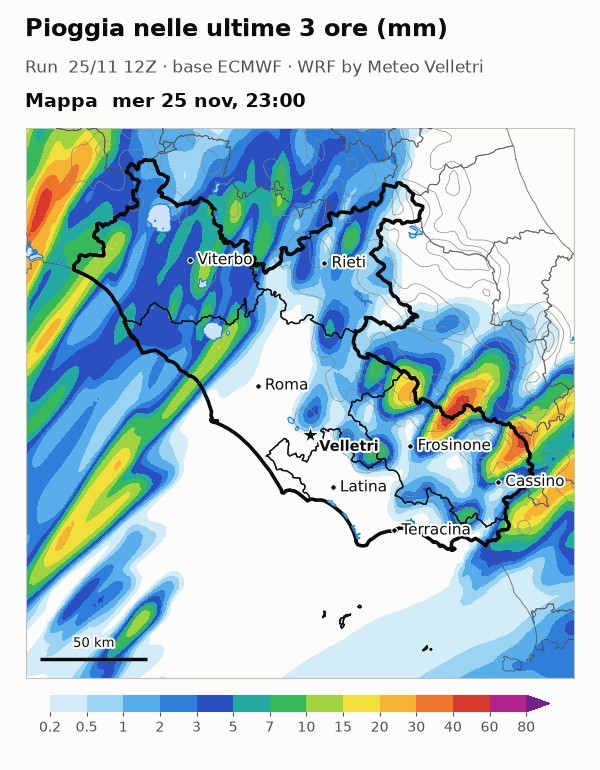 Pioggia nelle ultime 3 ore (mm)
Run  25/11 12Z · base ECMWF · WRF by Meteo Velletri
Mappa  mer 25 nov, 23:00
Viterbo
Rieti
Roma
Velletri
Frosinone
Latina
Cassino
Terracina
50 km
0.2 0.5 1 2 3 5 7 10 15 20 30 40 60 80